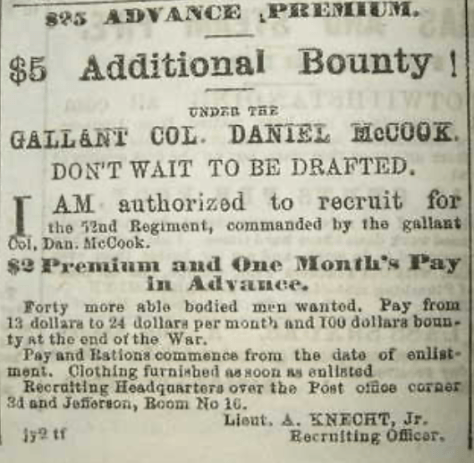 $25 ADVANCE PREMIUM.
$5 Additional Bounty!
UNDER THE
GALLANT COL. DANIEL McCOOK.
DON'T WAIT TO BE DRAFTED.
I AM authorized to recruit for
the 52nd Regiment, commanded by the gallant
Col. Dan. McCook.
$2 Premium and One Month's Pay
in Advance.
Forty more able bodied men wanted. Pay from
13 dollars to 24 dollars per month and 100 dollars boun-
ty at the end of the War.
Pay and Rations commence from the date of enlist-
ment. Clothing furnished as soon as enlisted
Recruiting Headquarters over the Post office corner
3d and Jefferson, Room No 16.
Lieut. A. KNECHT, Jr.
jy2 tf Recruiting Officer.